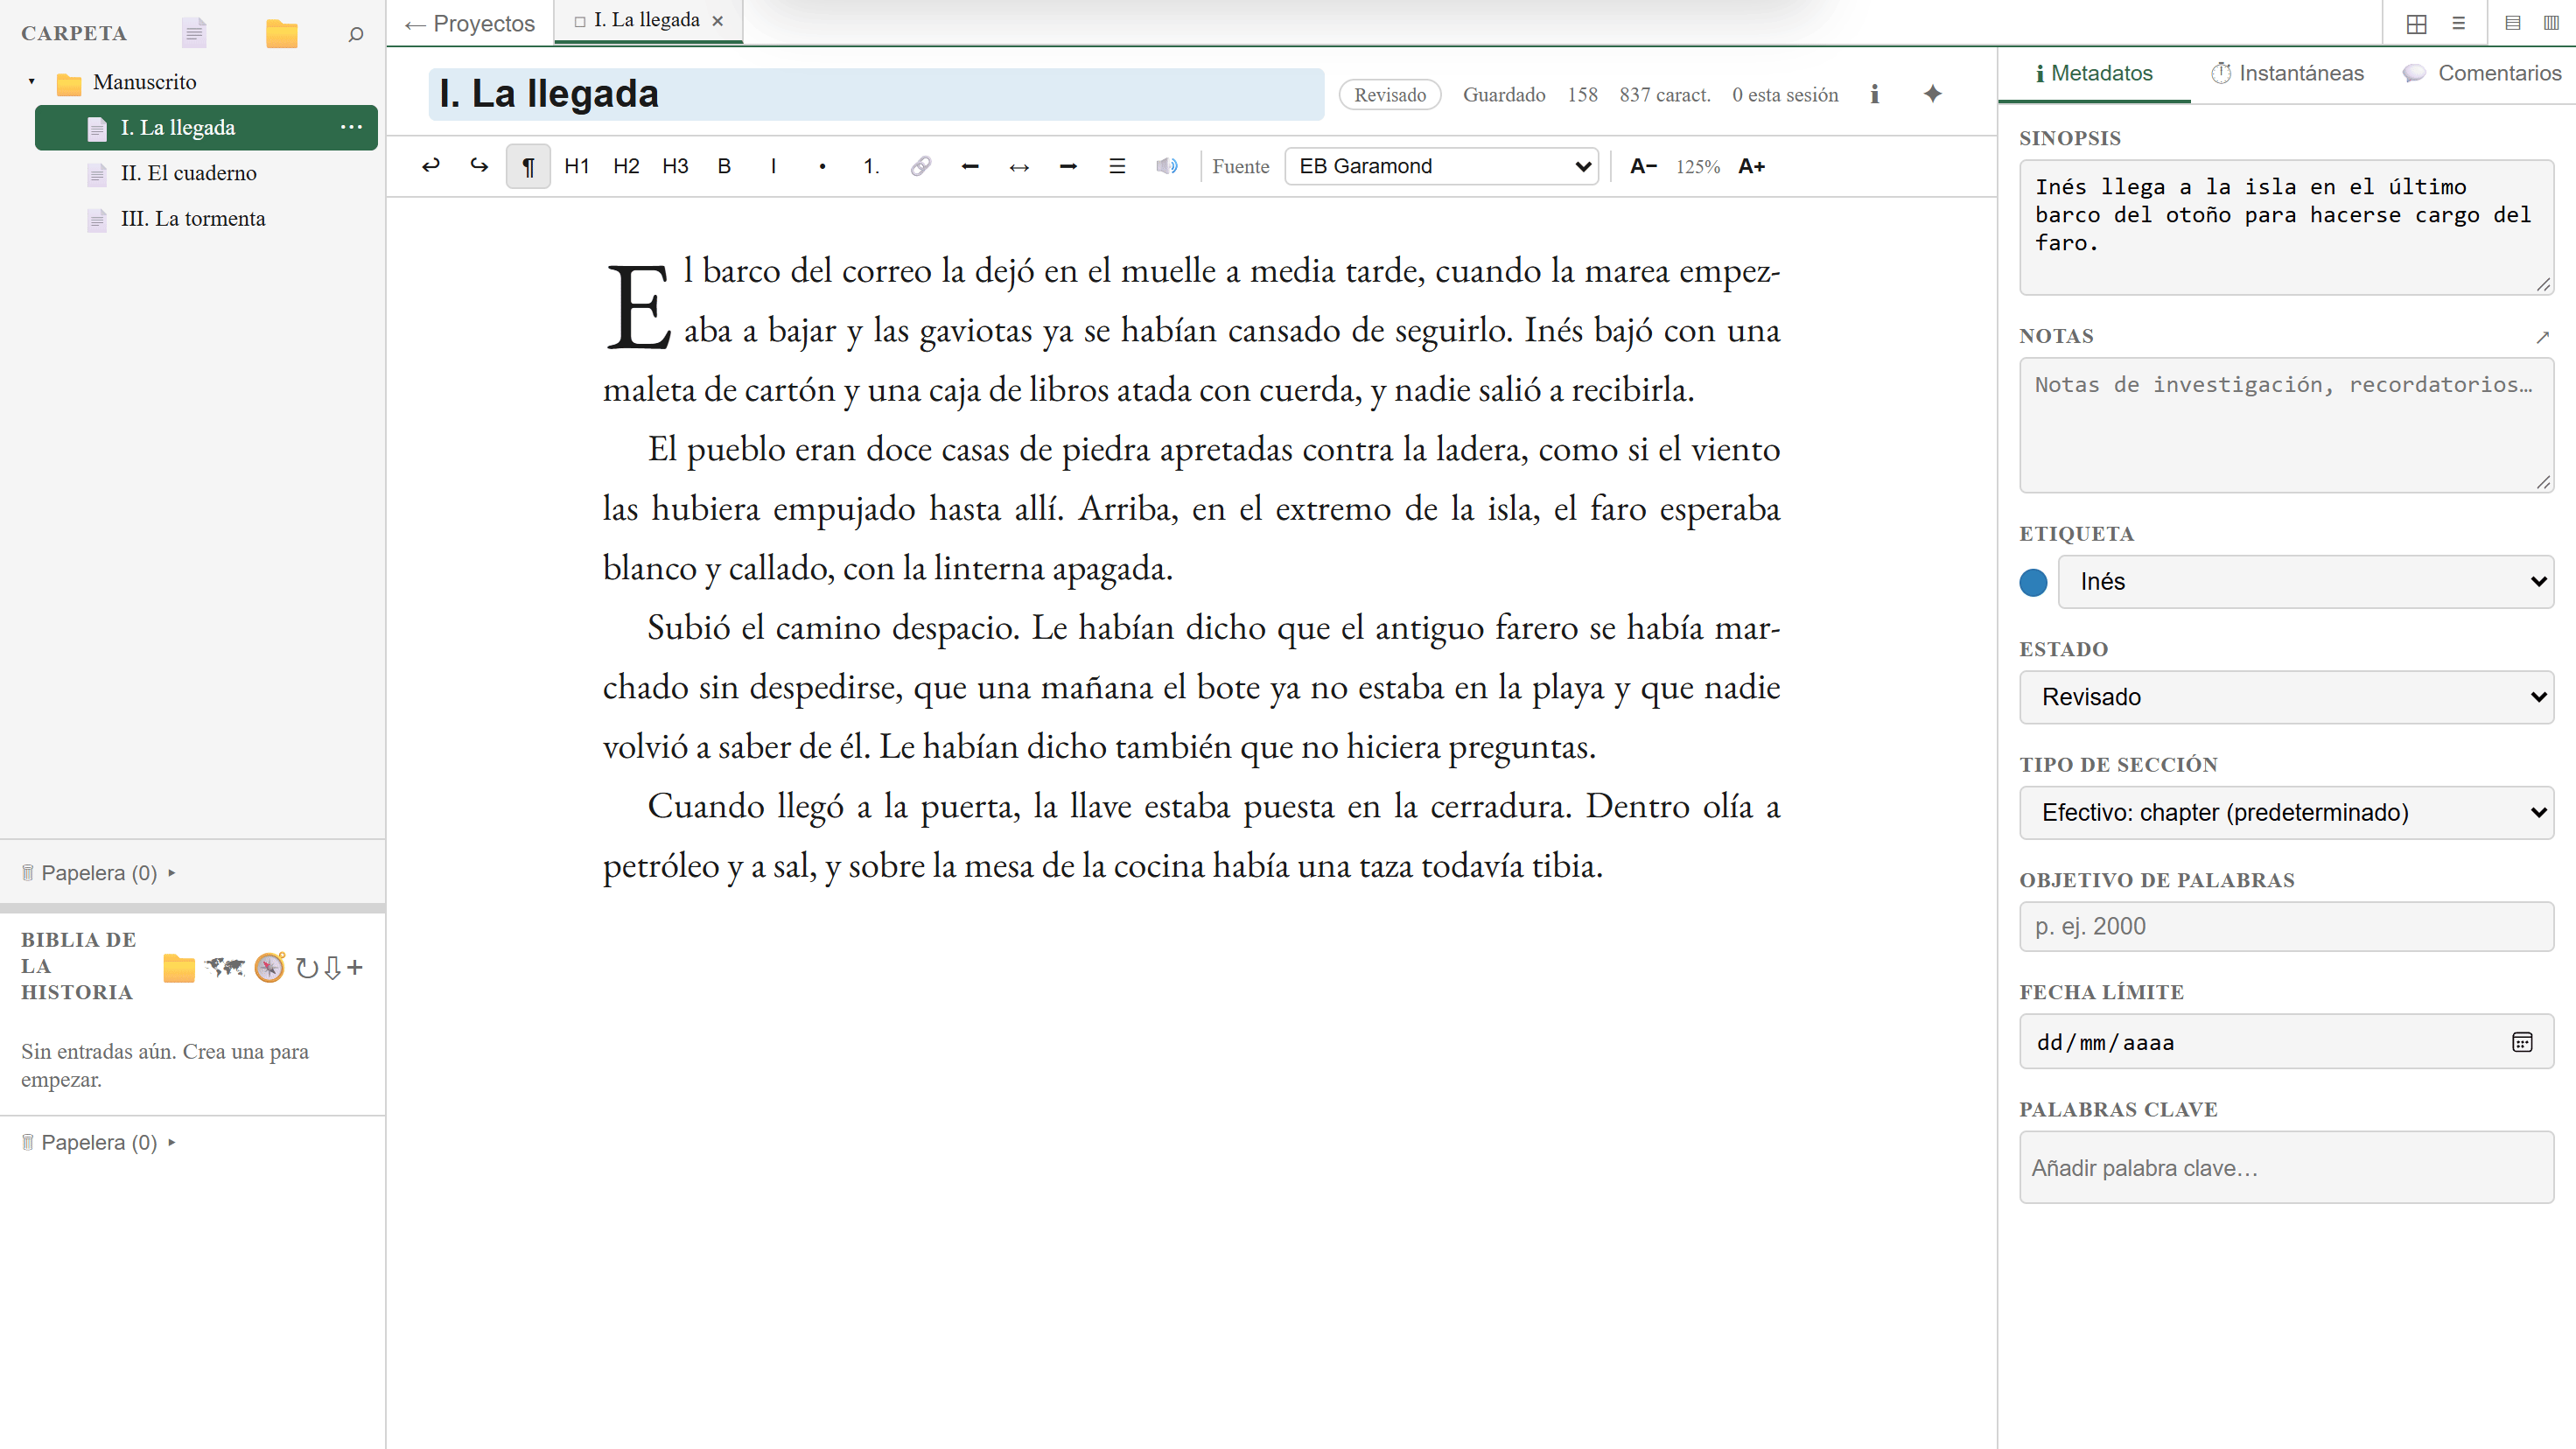 CARPETA
Manuscrito
I. La llegada ···
II. El cuaderno
III. La tormenta
Papelera (0)
BIBLIA DE
LA
HISTORIA
Sin entradas aún. Crea una para
empezar.
Papelera (0)
← Proyectos
I. La llegada ×
I. La llegada
Revisado Guardado 158 837 caract. 0 esta sesión i
¶ H1 H2 H3 B I • 1. Fuente EB Garamond A− 125% A+
El barco del correo la dejó en el muelle a media tarde, cuando la marea empez-
aba a bajar y las gaviotas ya se habían cansado de seguirlo. Inés bajó con una
maleta de cartón y una caja de libros atada con cuerda, y nadie salió a recibirla.
El pueblo eran doce casas de piedra apretadas contra la ladera, como si el viento
las hubiera empujado hasta allí. Arriba, en el extremo de la isla, el faro esperaba
blanco y callado, con la linterna apagada.
Subió el camino despacio. Le habían dicho que el antiguo farero se había mar-
chado sin despedirse, que una mañana el bote ya no estaba en la playa y que nadie
volvió a saber de él. Le habían dicho también que no hiciera preguntas.
Cuando llegó a la puerta, la llave estaba puesta en la cerradura. Dentro olía a
petróleo y a sal, y sobre la mesa de la cocina había una taza todavía tibia.
i Metadatos Instantáneas Comentarios
SINOPSIS
Inés llega a la isla en el último
barco del otoño para hacerse cargo del
faro.
NOTAS
Notas de investigación, recordatorios…
ETIQUETA
Inés
ESTADO
Revisado
TIPO DE SECCIÓN
Efectivo: chapter (predeterminado)
OBJETIVO DE PALABRAS
p. ej. 2000
FECHA LÍMITE
dd/mm/aaaa
PALABRAS CLAVE
Añadir palabra clave…